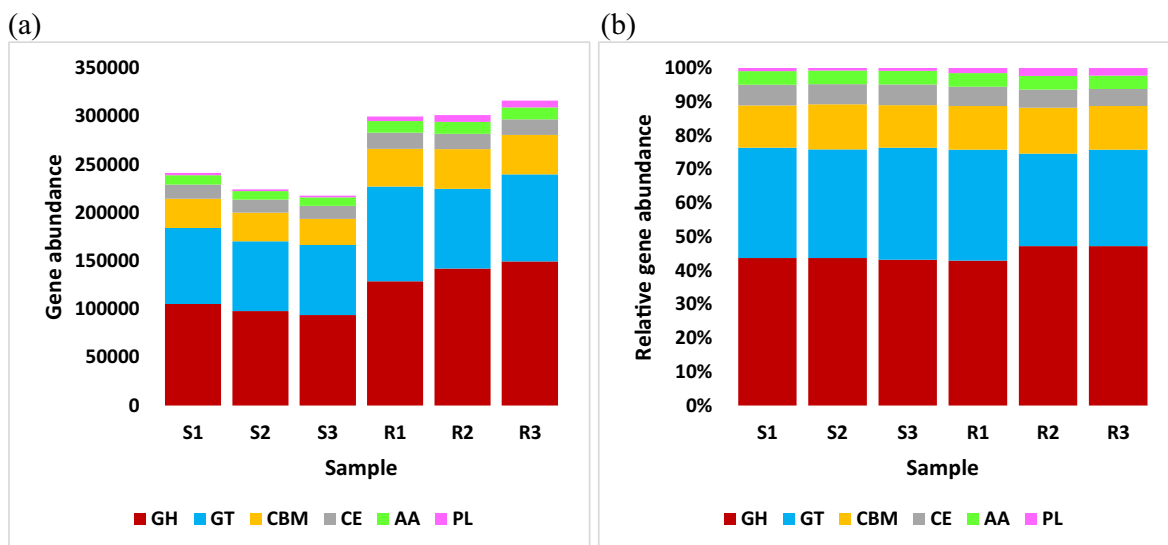 (a)
Gene abundance
350000
300000
250000
200000
150000
100000
50000
0
S1 S2 S3 R1 R2 R3
Sample
GH GT CBM CE AA PL
(b)
Relative gene abundance
100%
90%
80%
70%
60%
50%
40%
30%
20%
10%
0%
S1 S2 S3 R1 R2 R3
Sample
GH GT CBM CE AA PL